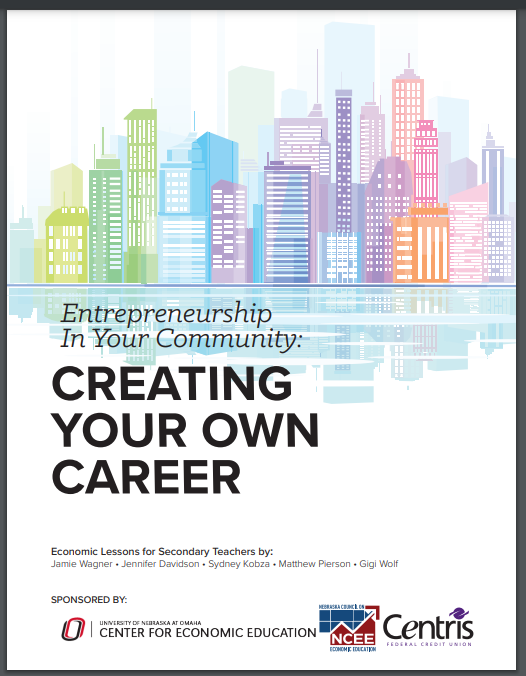 Entrepreneurship
In Your Community:
CREATING
YOUR OWN
CAREER
Economic Lessons for Secondary Teachers by:
Jamie Wagner • Jennifer Davidson • Sydney Kobza • Matthew Pierson • Gigi Wolf
SPONSORED BY:
UNIVERSITY OF NEBRASKA AT OMAHA
CENTER FOR ECONOMIC EDUCATION
NEBRASKA COUNCIL ON
NCEE
ECONOMIC EDUCATION
Centris
FEDERAL CREDIT UNION